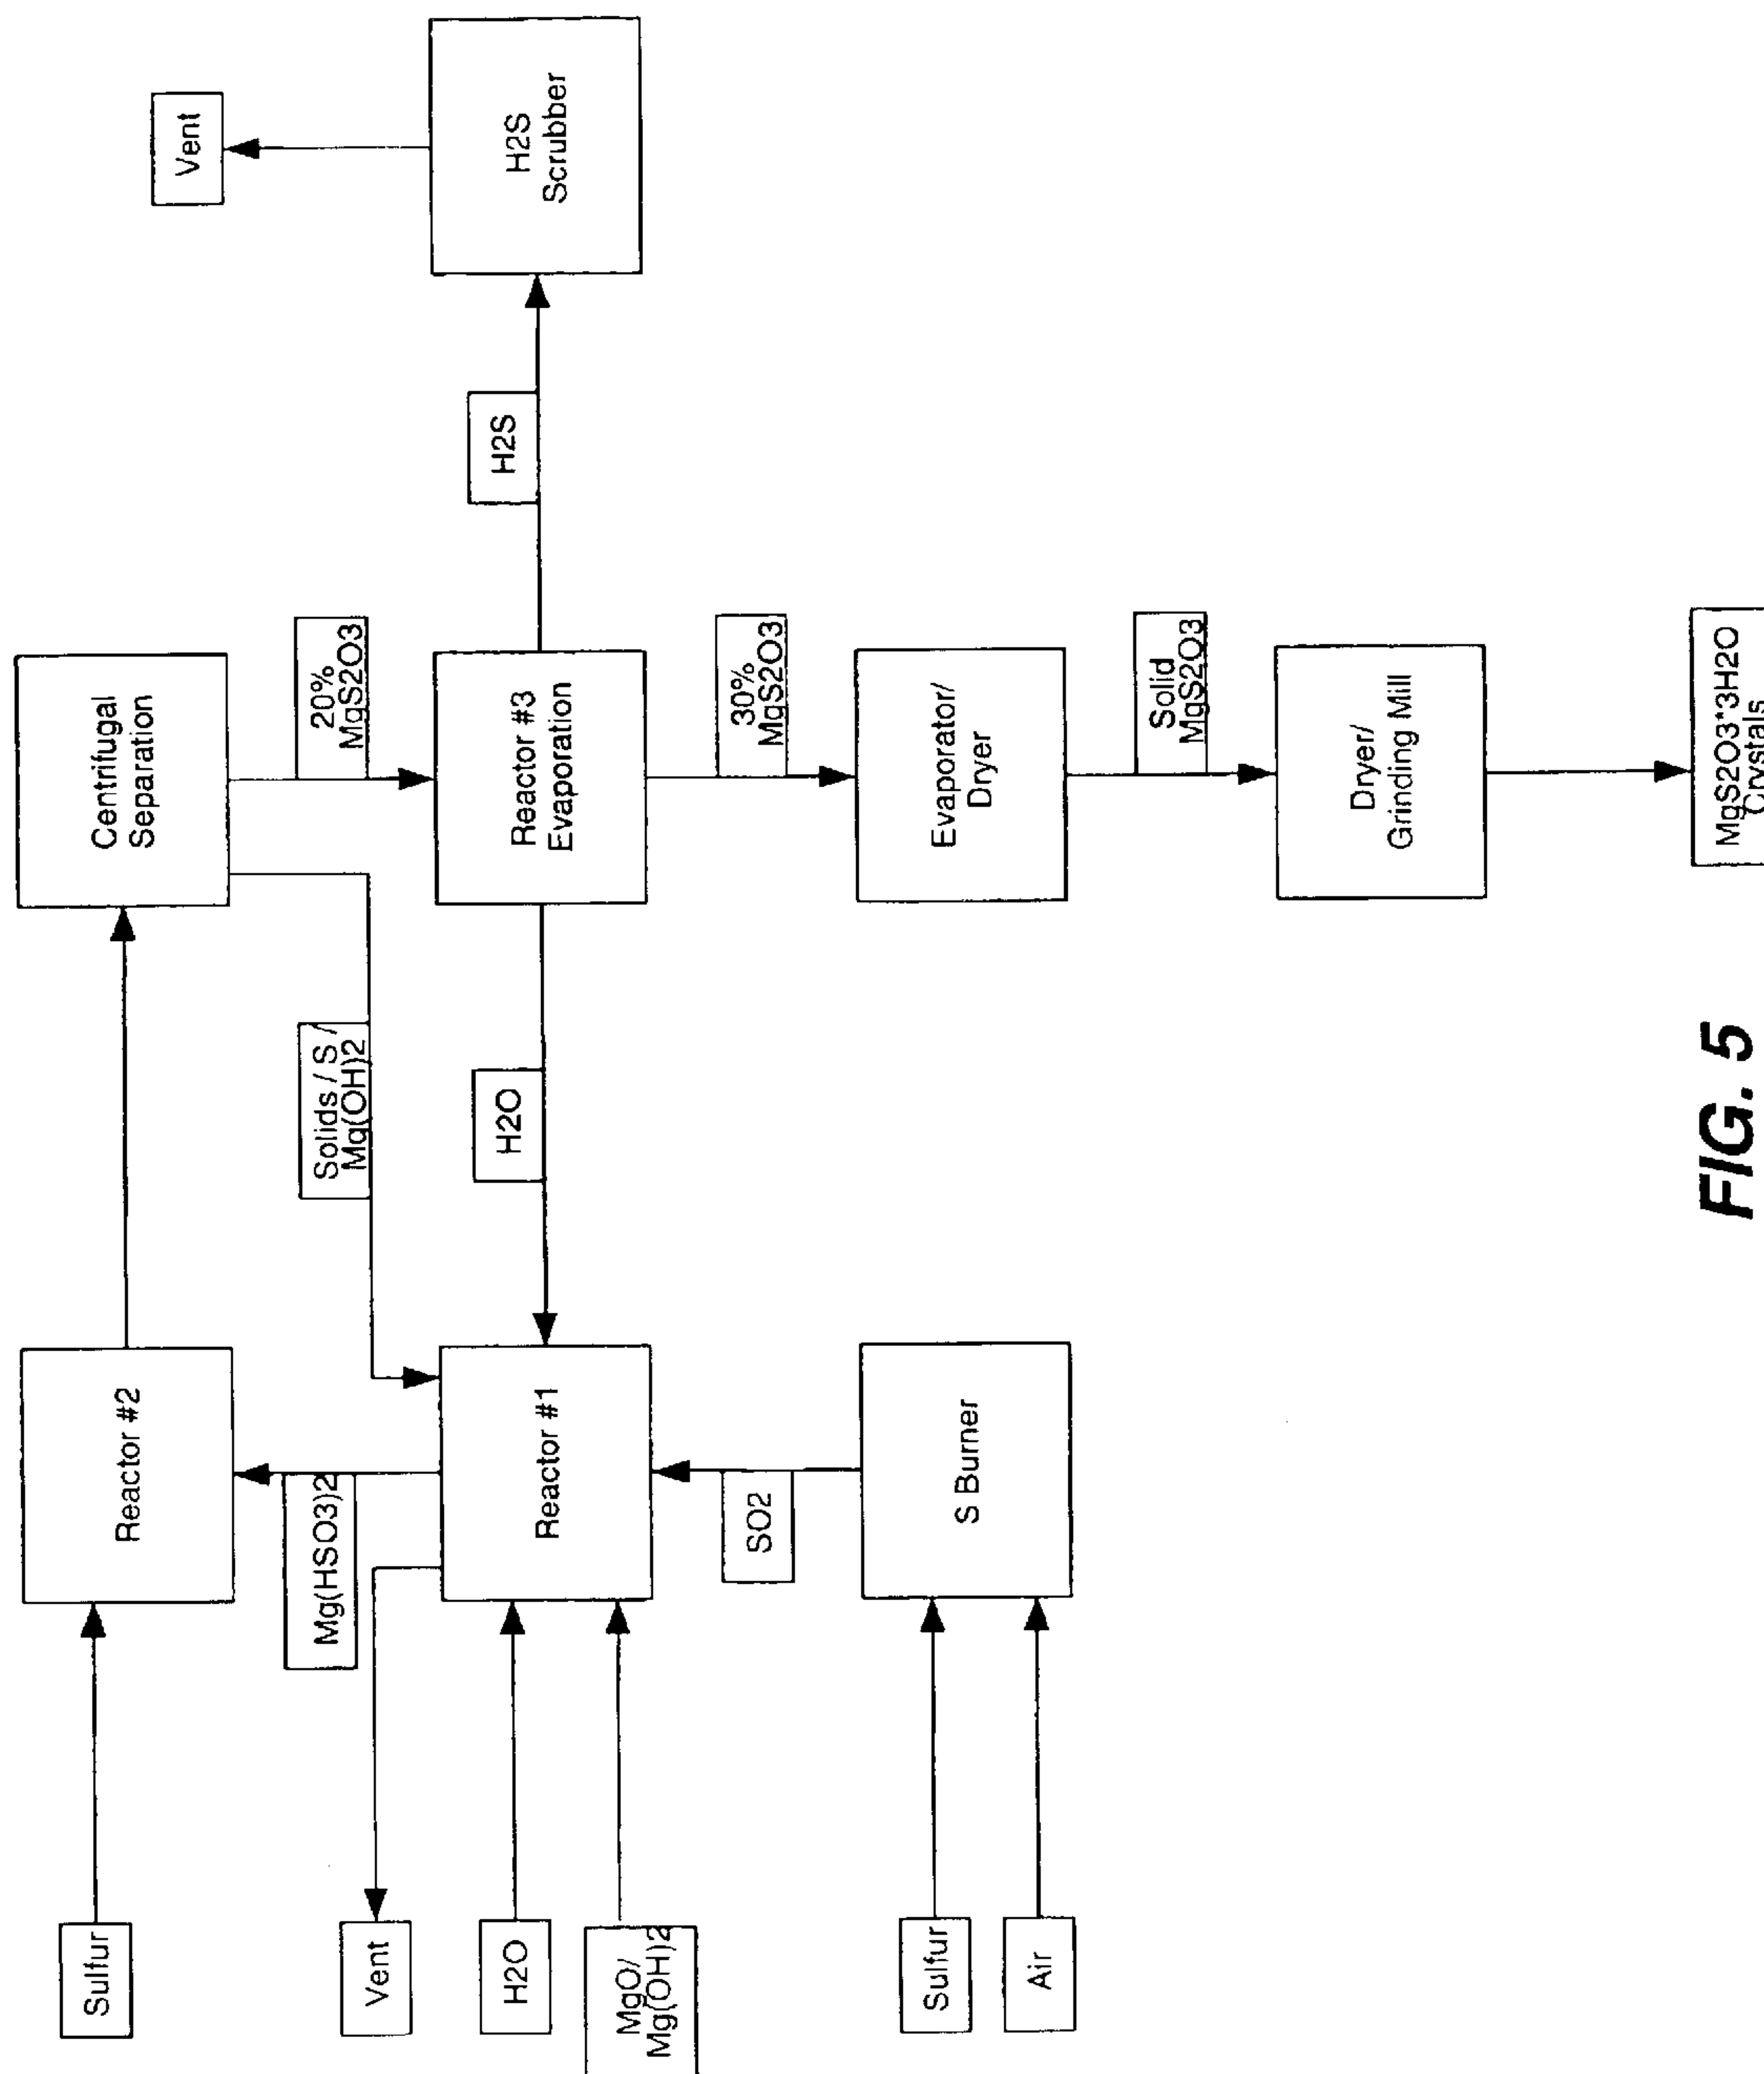 Sulfur
Reactor #2
Centrifugal
Separation
Vent
Mg(HSO3)2
Solids / S /
Mg(OH)2
20%
MgS2O3
Vent
H2O
MgO/
Mg(OH)2
Reactor #1
H2O
Reactor #3
Evaporation
H2S
H2S
Scrubber
SO2
30%
MgS2O3
Sulfur
Air
S Burner
Evaporator/
Dryer
Solid
MgS2O3
Dryer/
Grinding Mill
MgS2O3*3H2O
Crystals
FIG. 5